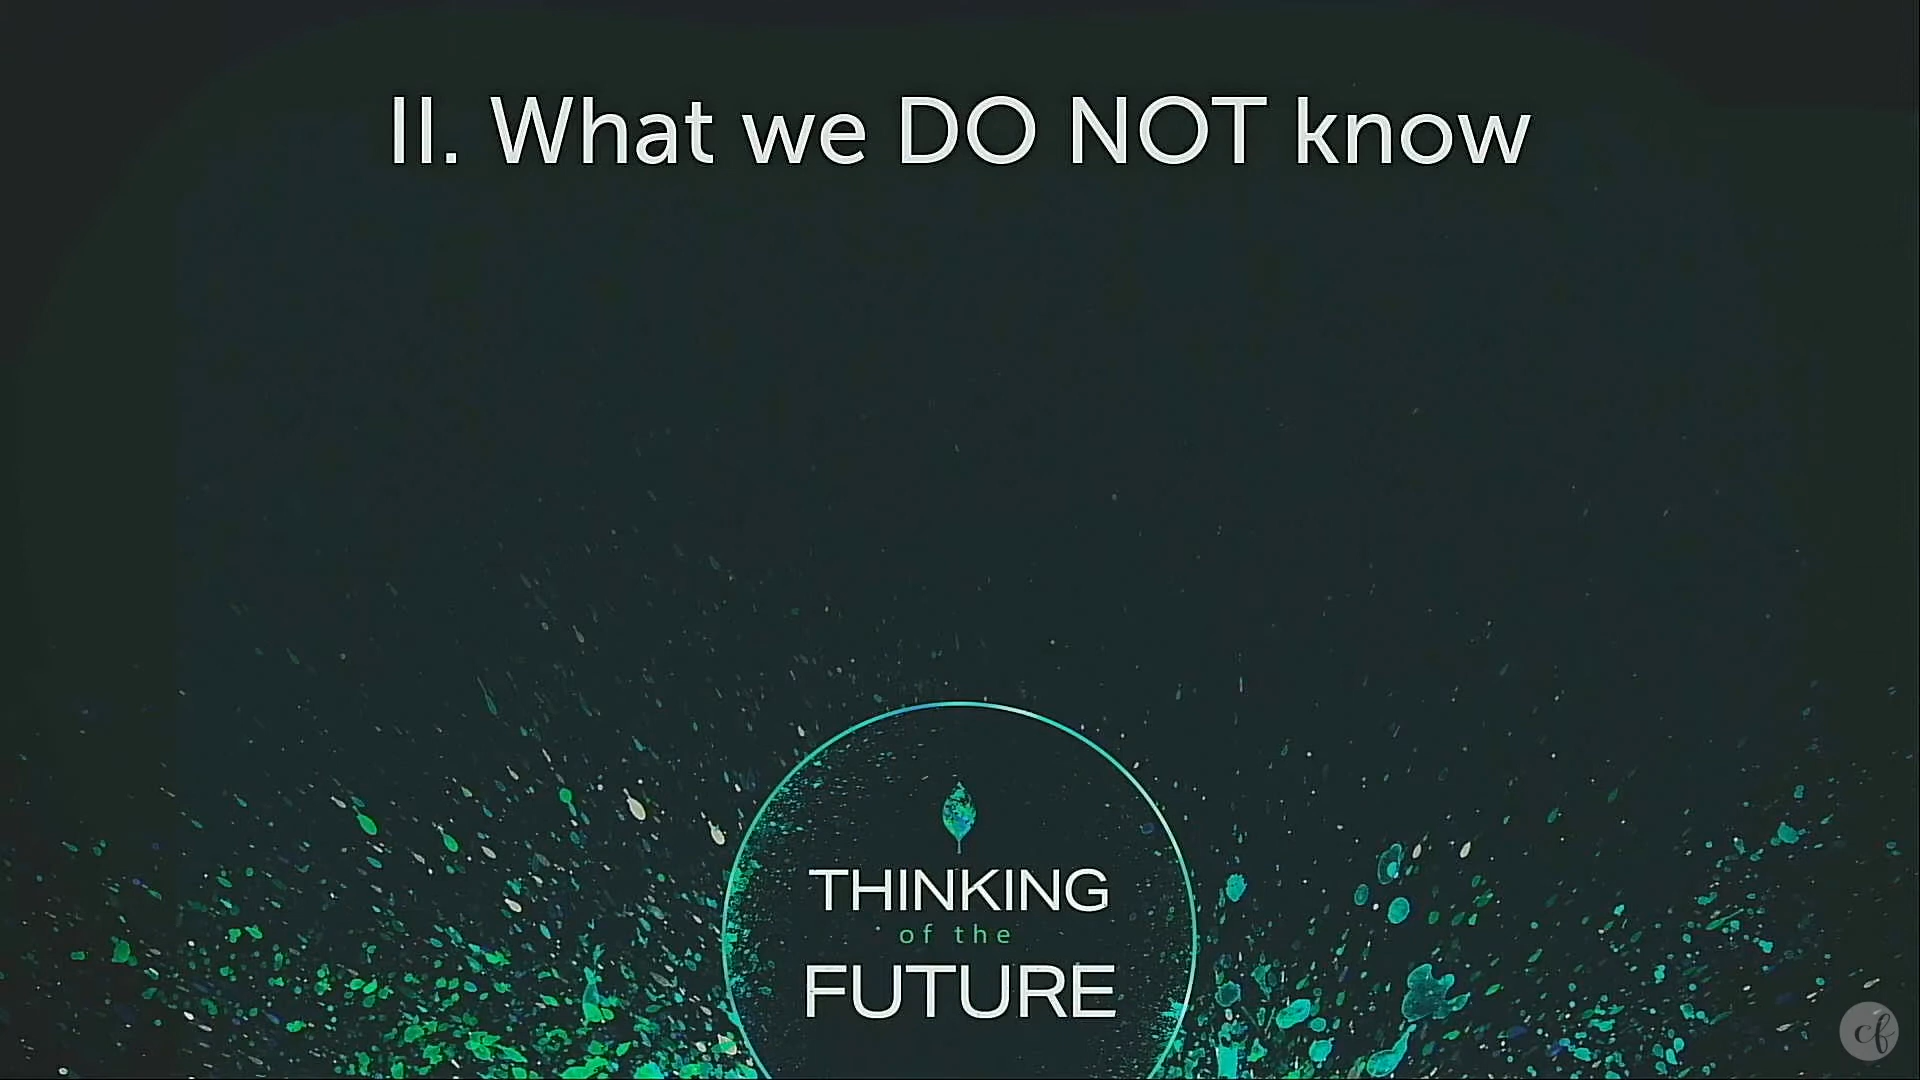 II. What we DO NOT know
THINKING
of the
FUTURE
cf